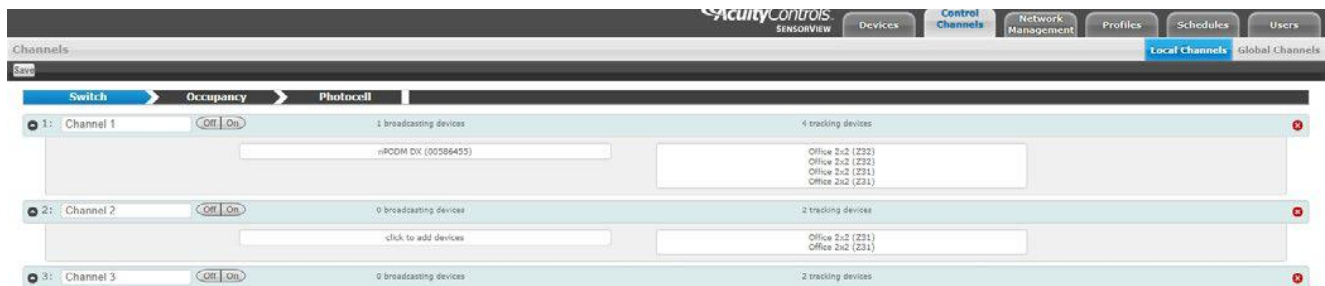 AcuityControls.
SENSORVIEW
Devices
Control Channels
Network Management
Profiles
Schedules
Users
Channels
Local Channels
Global Channels
Save
Switch
Occupancy
Photocell
1: Channel 1 Off On 1 broadcasting devices 4 tracking devices
nPODM DX (00586455)
Office 2x2 (Z32)
Office 2x2 (Z32)
Office 2x2 (Z31)
Office 2x2 (Z31)
2: Channel 2 Off On 0 broadcasting devices 2 tracking devices
click to add devices
Office 2x2 (Z31)
Office 2x2 (Z31)
3: Channel 3 Off On 0 broadcasting devices 2 tracking devices